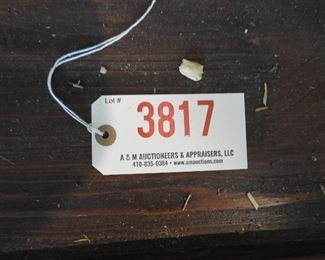 Lot #
3817
A & M AUCTIONEERS & APPRAISERS, LLC
410-835-0384 • www.amauctions.com